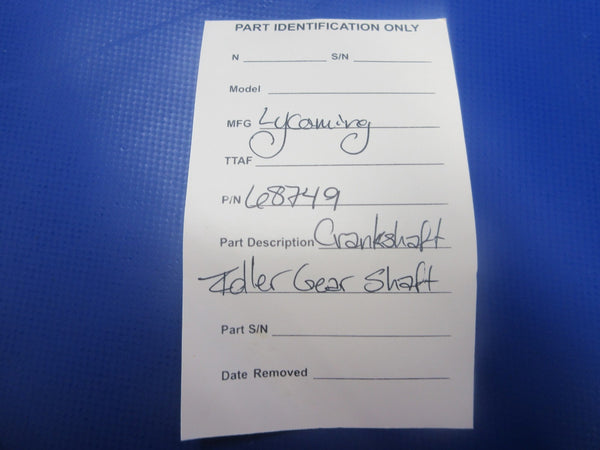 PART IDENTIFICATION ONLY
N S/N
Model
MFG Lycoming
TTAF
P/N 68749
Part Description Crankshaft
Idler Gear Shaft
Part S/N
Date Removed